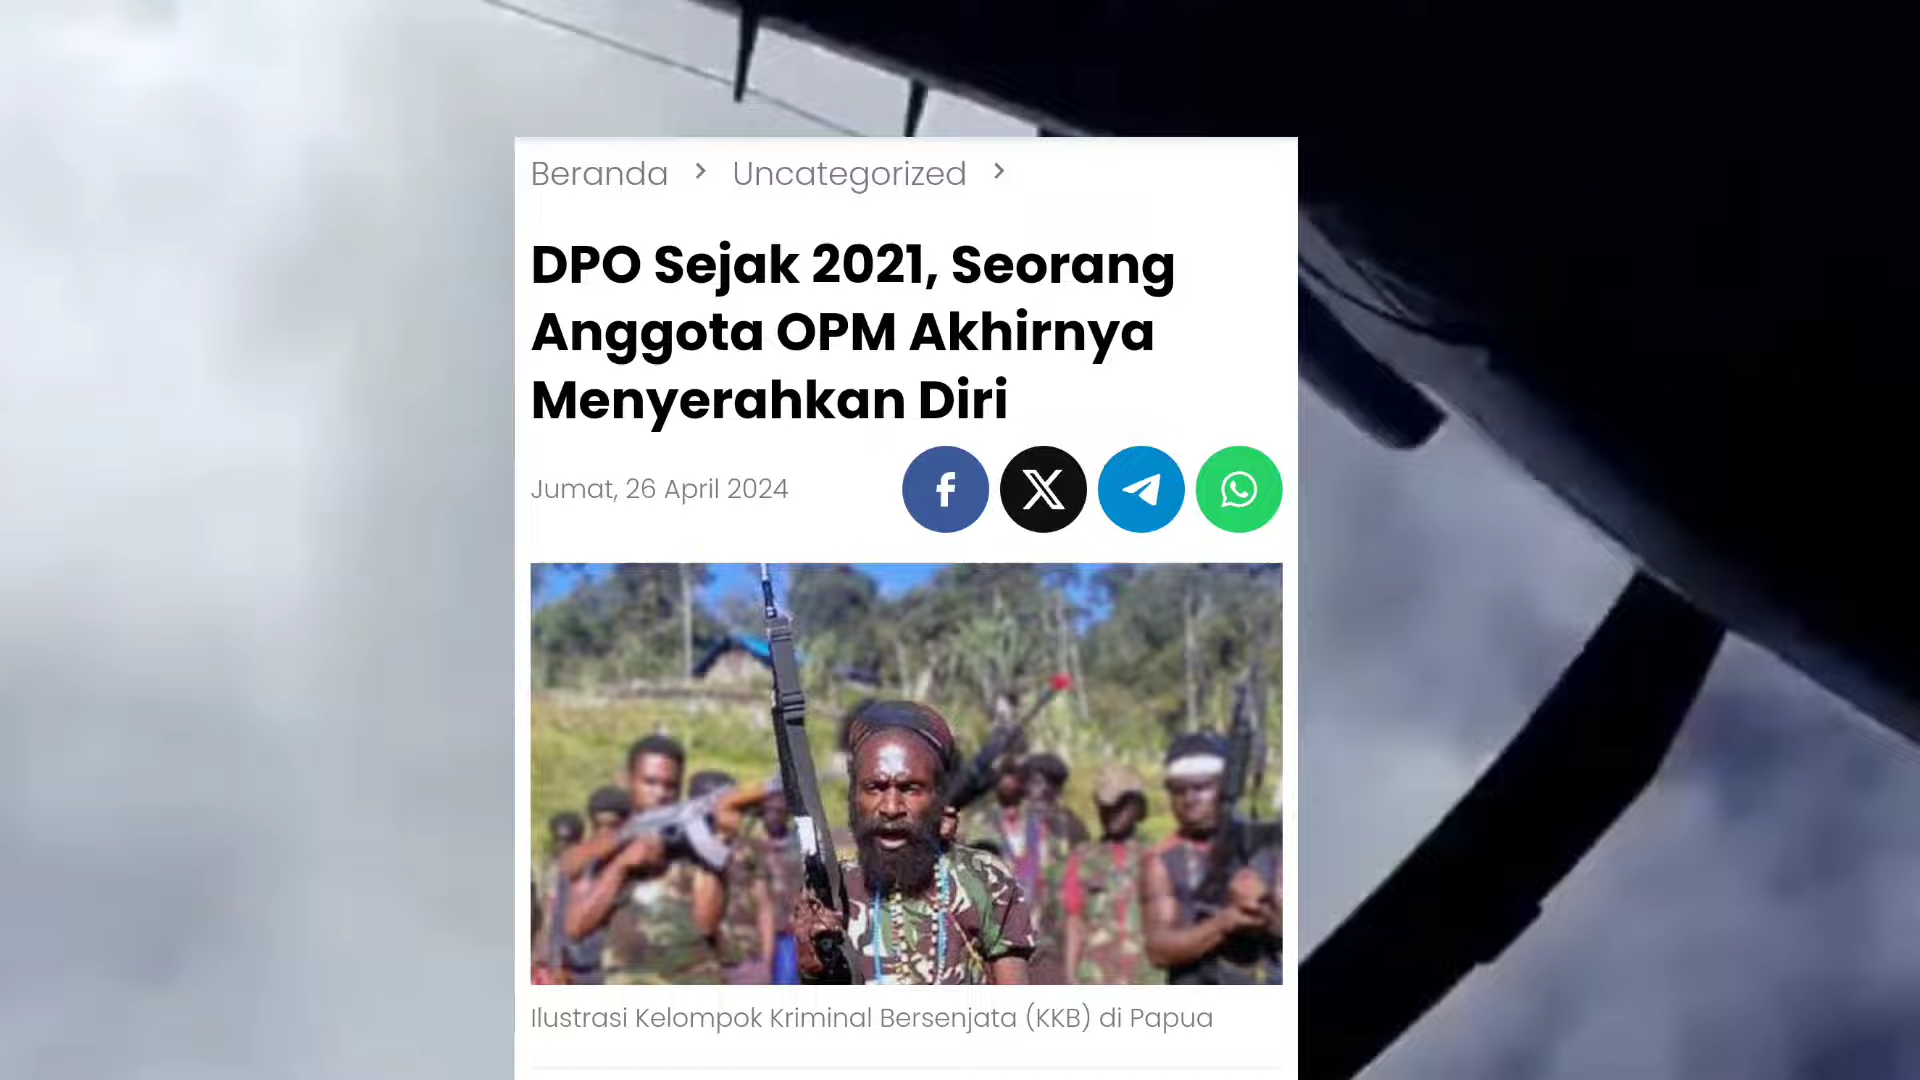 Beranda > Uncategorized >
DPO Sejak 2021, Seorang
Anggota OPM Akhirnya
Menyerahkan Diri
Jumat, 26 April 2024
Ilustrasi Kelompok Kriminal Bersenjata (KKB) di Papua